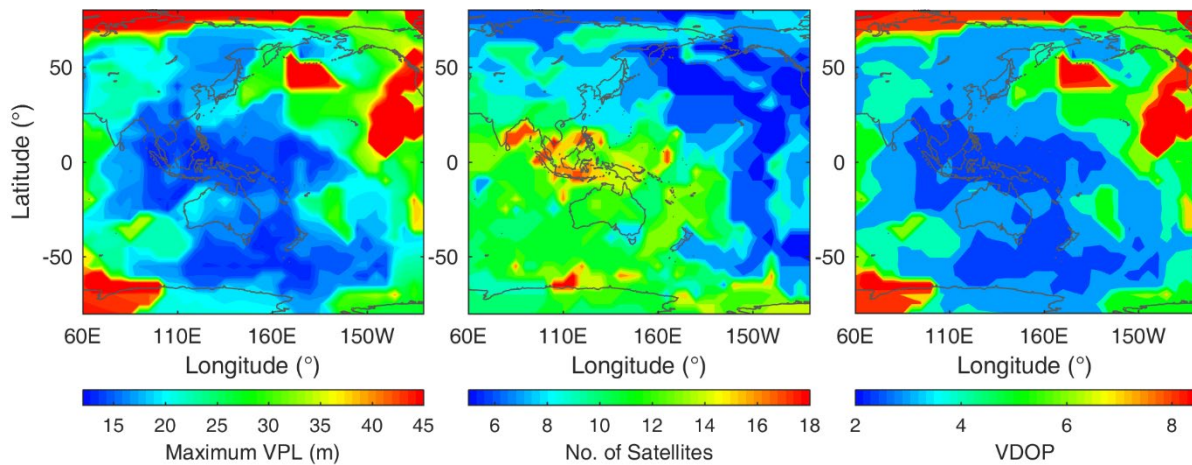 50
0
-50
Latitude (°)
60E 110E 160E 150W
Longitude (°)
15 20 25 30 35 40 45
Maximum VPL (m)
50
0
-50
60E 110E 160E 150W
Longitude (°)
6 8 10 12 14 16 18
No. of Satellites
50
0
-50
60E 110E 160E 150W
Longitude (°)
2 4 6 8
VDOP